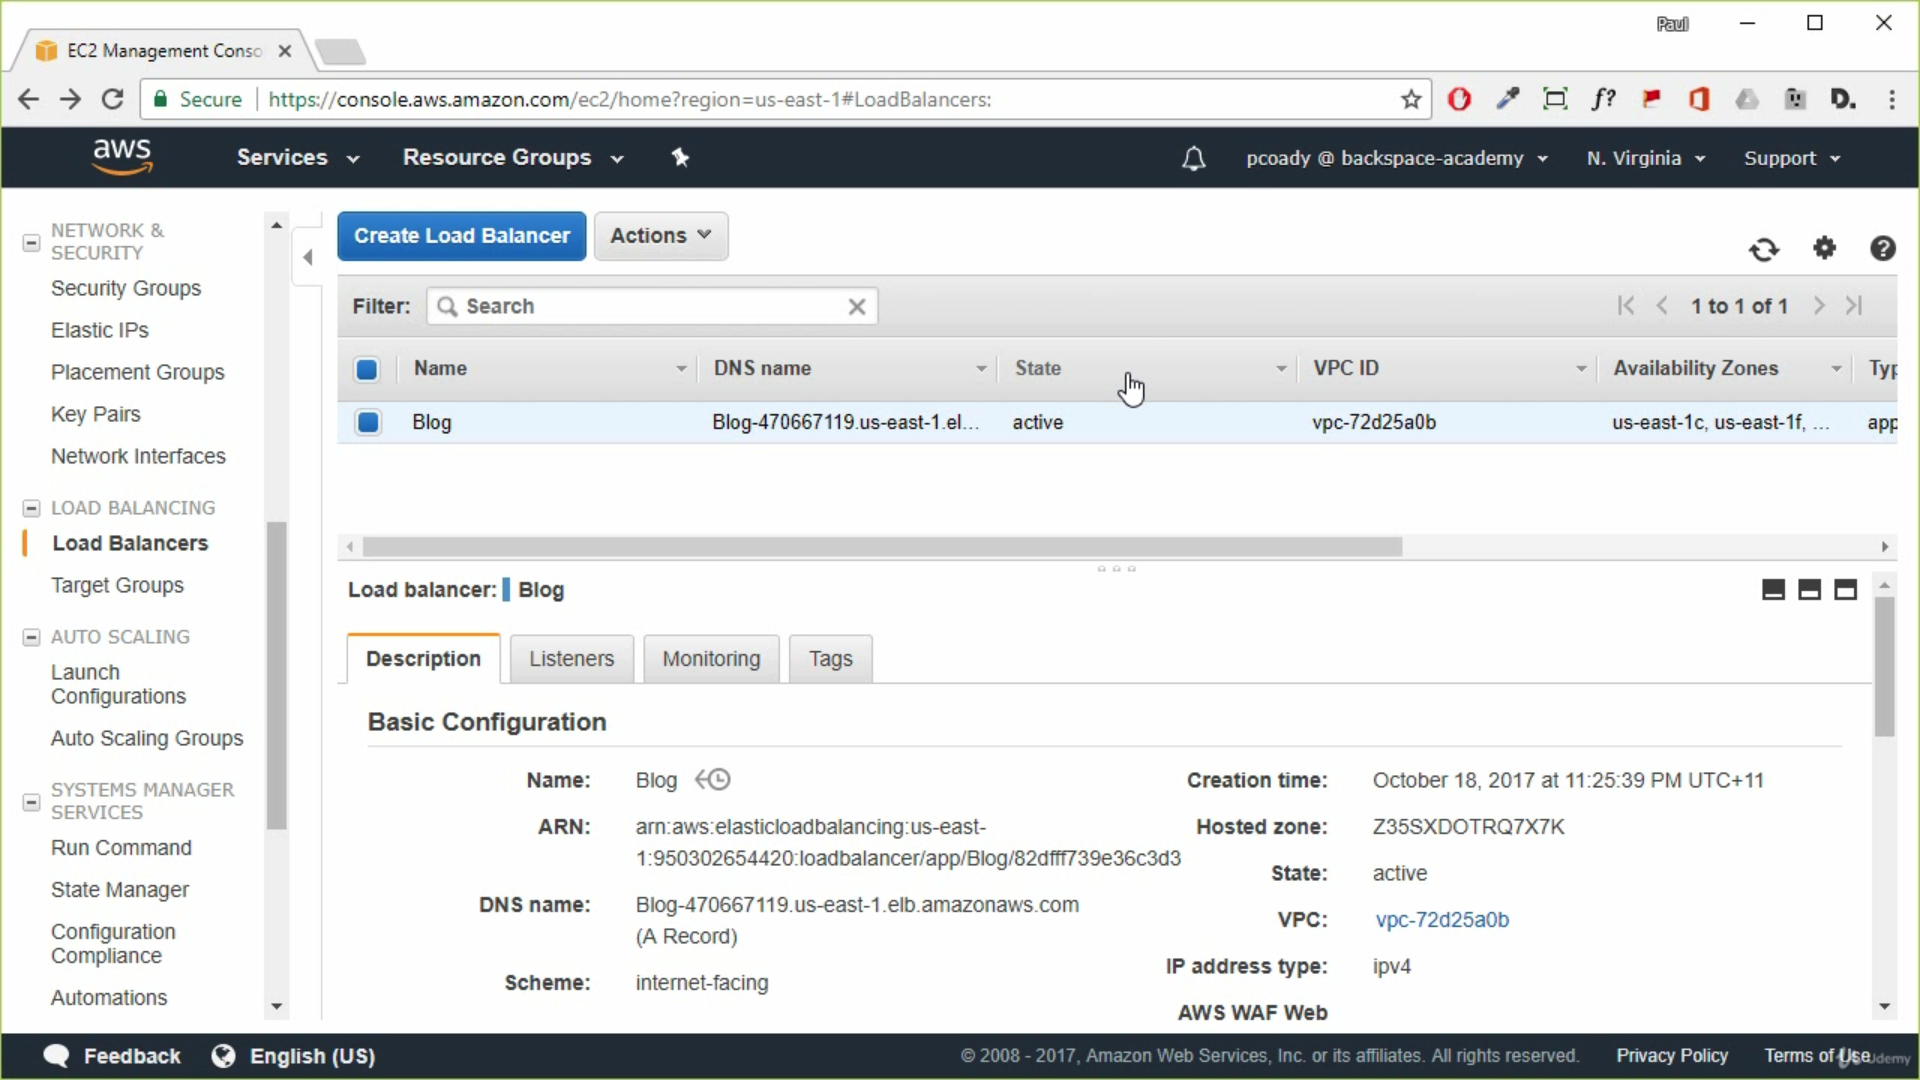 Paul
EC2 Management Conso
Secure
https://console.aws.amazon.com/ec2/home?region=us-east-1#LoadBalancers:
f?
D.
aws
Services
Resource Groups
pcoady @ backspace-academy
N. Virginia
Support
NETWORK &
SECURITY
Security Groups
Elastic IPs
Placement Groups
Key Pairs
Network Interfaces
LOAD BALANCING
Load Balancers
Target Groups
AUTO SCALING
Launch
Configurations
Auto Scaling Groups
SYSTEMS MANAGER
SERVICES
Run Command
State Manager
Configuration
Compliance
Automations
Create Load Balancer
Actions
Filter:
Search
1 to 1 of 1
Name
DNS name
State
VPC ID
Availability Zones
Typ
Blog
Blog-470667119.us-east-1.el...
active
vpc-72d25a0b
us-east-1c, us-east-1f, ...
app
Load balancer:
Blog
Description
Listeners
Monitoring
Tags
Basic Configuration
Name:
Blog
ARN:
arn:aws:elasticloadbalancing:us-east-
1:950302654420:loadbalancer/app/Blog/82dfff739e36c3d3
DNS name:
Blog-470667119.us-east-1.elb.amazonaws.com
(A Record)
Scheme:
internet-facing
Creation time:
October 18, 2017 at 11:25:39 PM UTC+11
Hosted zone:
Z35SXDOTRQ7X7K
State:
active
VPC:
vpc-72d25a0b
IP address type:
ipv4
AWS WAF Web
Feedback
English (US)
© 2008 - 2017, Amazon Web Services, Inc. or its affiliates. All rights reserved.
Privacy Policy
Terms of Use
Udemy